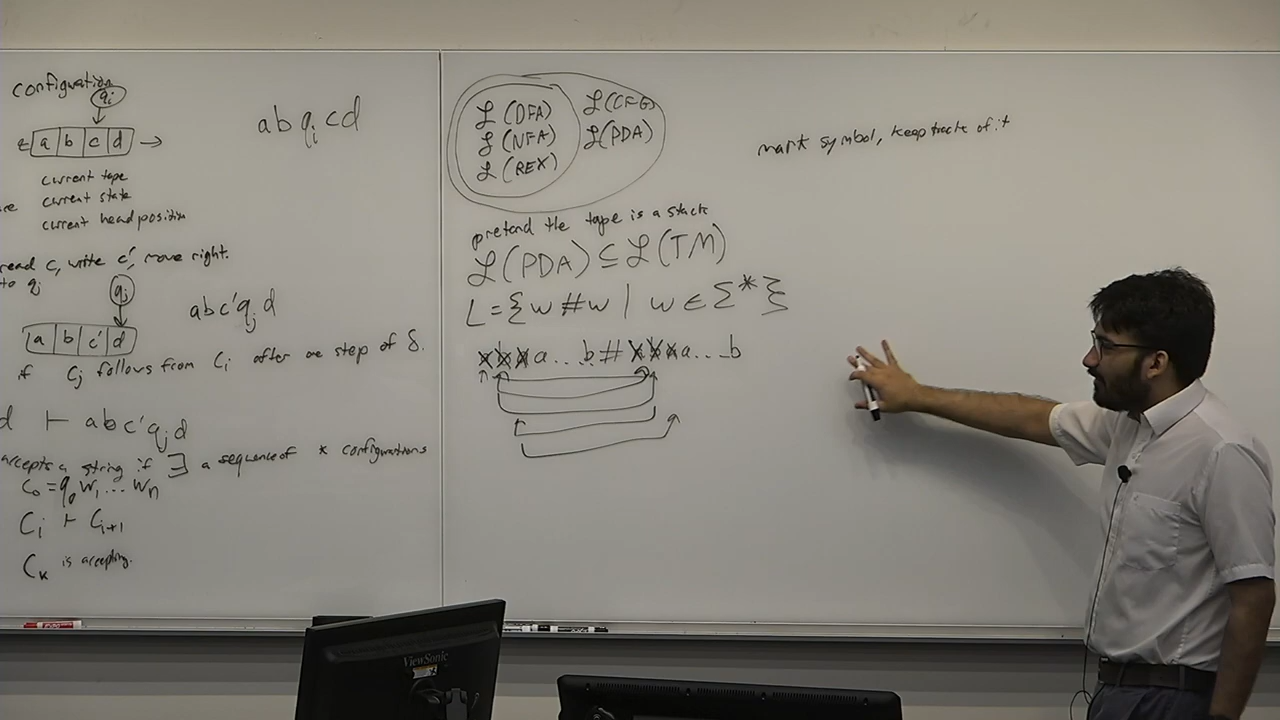 configuration
qi
← a b c d →
current tape
current state
current head position
ab qi cd
read c, write c', move right.
to qj
qj
a b c' d
abc'qjd
if Cj follows from Ci after one step of δ.
d ⊢ abc'qjd
accepts a string if ∃ a sequence of * configurations
C0 = q0 w1 ... wn
Ci ⊢ Ci+1
Ck is accepting.
L(DFA) L(CFG)
L(NFA) L(PDA)
L(REX)
pretend the tape is a stack
L(PDA) ⊆ L(TM)
L = {w#w | w ∈ Σ*}
a...b# a...b
mark symbol, keep track of it
ViewSonic